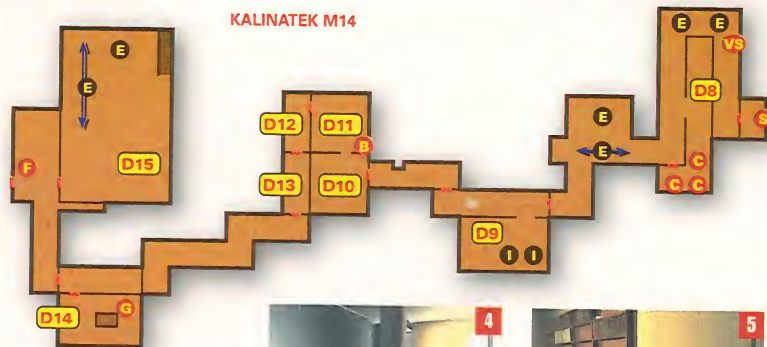 KALINATEK M14
E E
VS
E
E
D8
D12 D11
E
S
B
E
F
D15
C
D13 D10
C C
D9
I I
G
D14
4
5